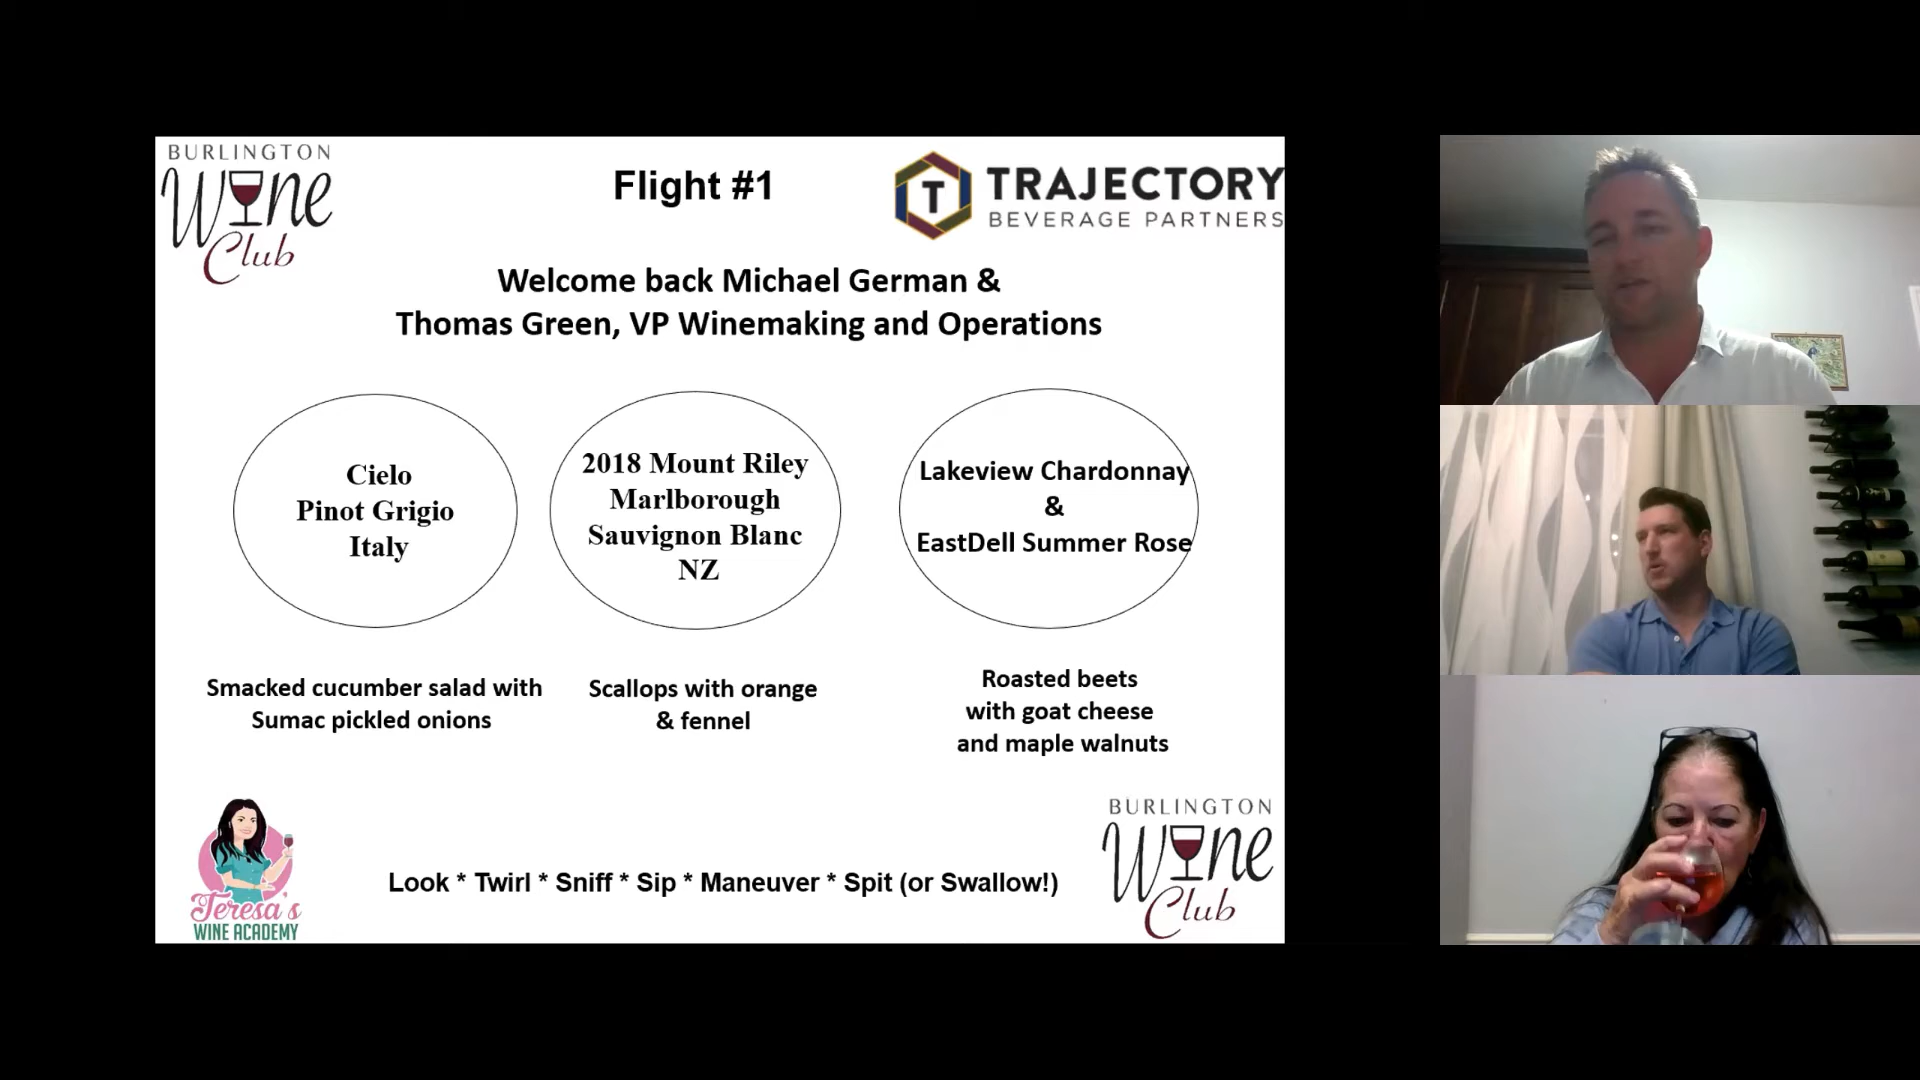 BURLINGTON
Wine
Club
Flight #1
T
TRAJECTORY
BEVERAGE PARTNERS
Welcome back Michael German &
Thomas Green, VP Winemaking and Operations
Cielo
Pinot Grigio
Italy
2018 Mount Riley
Marlborough
Sauvignon Blanc
NZ
Lakeview Chardonnay
&
EastDell Summer Rose
Smacked cucumber salad with
Sumac pickled onions
Scallops with orange
& fennel
Roasted beets
with goat cheese
and maple walnuts
Teresa's
WINE ACADEMY
Look * Twirl * Sniff * Sip * Maneuver * Spit (or Swallow!)
BURLINGTON
Wine
Club